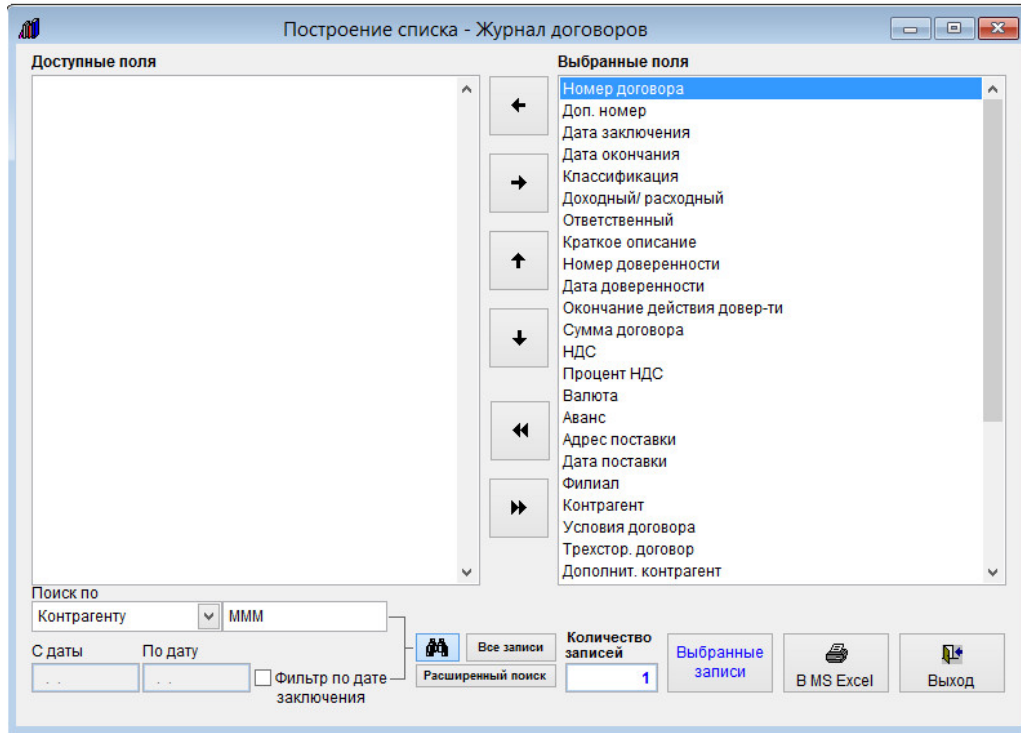 Построение списка - Журнал договоров
Доступные поля
Выбранные поля
Номер договора
Доп. номер
Дата заключения
Дата окончания
Классификация
Доходный/ расходный
Ответственный
Краткое описание
Номер доверенности
Дата доверенности
Окончание действия довер-ти
Сумма договора
НДС
Процент НДС
Валюта
Аванс
Адрес поставки
Дата поставки
Филиал
Контрагент
Условия договора
Трехстор. договор
Дополнит. контрагент
Поиск по
Контрагенту
МММ
С даты
По дату
. .
. .
Фильтр по дате
заключения
Все записи
Расширенный поиск
Количество
записей
1
Выбранные
записи
В MS Excel
Выход